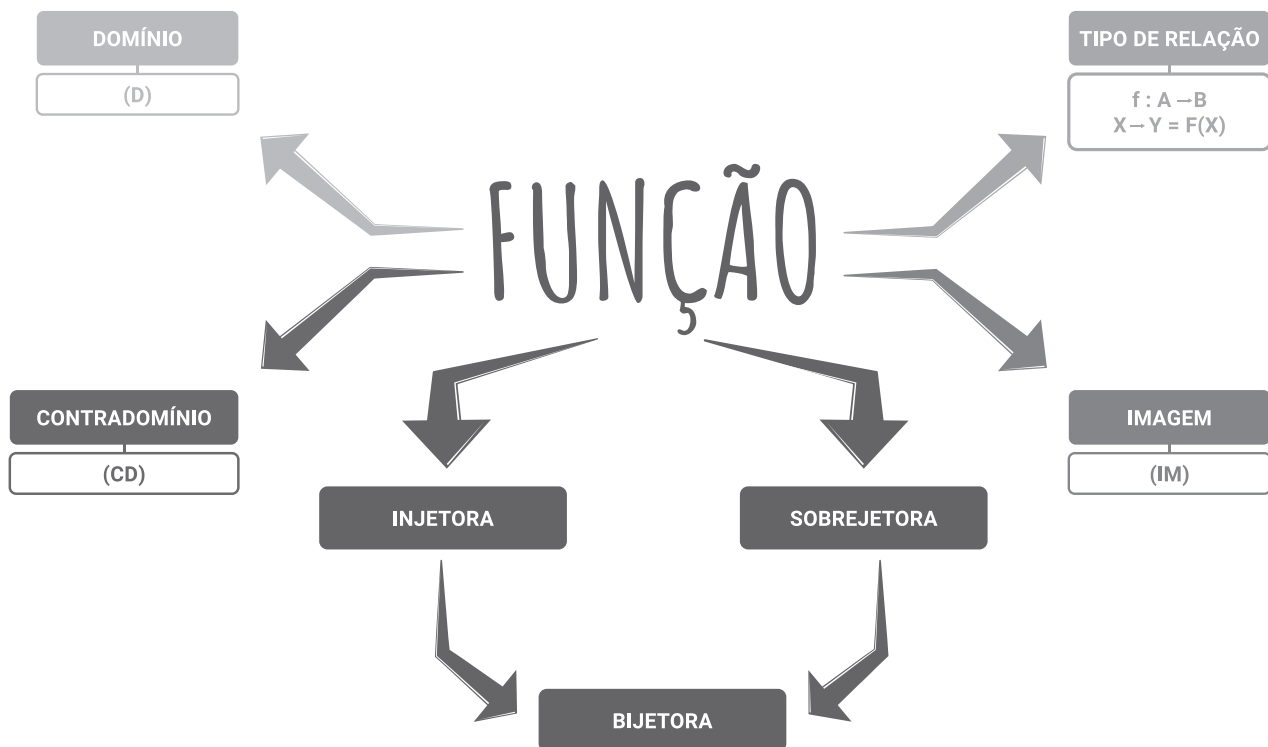 DOMÍNIO
(D)
TIPO DE RELAÇÃO
f : A → B
X → Y = F(X)
FUNÇÃO
CONTRADOMÍNIO
(CD)
IMAGEM
(IM)
INJETORA
SOBREJETORA
BIJETORA